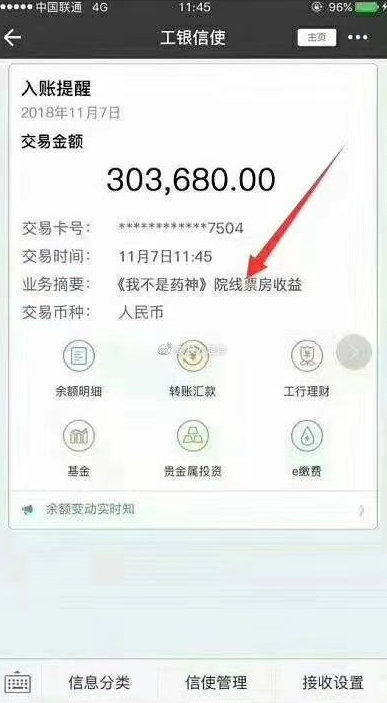 中国联通 4G 11:45 96%
工银信使 主页
入账提醒
2018年11月7日
交易金额
303,680.00
交易卡号： ************7504
交易时间： 11月7日11:45
业务摘要： 《我不是药神》院线票房收益
交易币种： 人民币
余额明细 转账汇款 工行理财
基金 贵金属投资 e缴费
余额变动实时知
信息分类 信使管理 接收设置